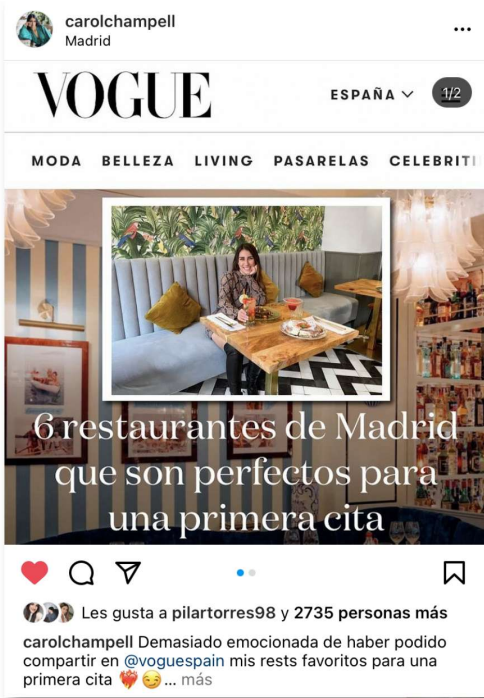 carolchampell
Madrid
VOGUE
ESPAÑA
1/2
MODA BELLEZA LIVING PASARELAS CELEBRITI
6 restaurantes de Madrid
que son perfectos para
una primera cita
Les gusta a pilartorres98 y 2735 personas más
carolchampell Demasiado emocionada de haber podido
compartir en @voguespain mis rests favoritos para una
primera cita ❤️‍🔥😏... más